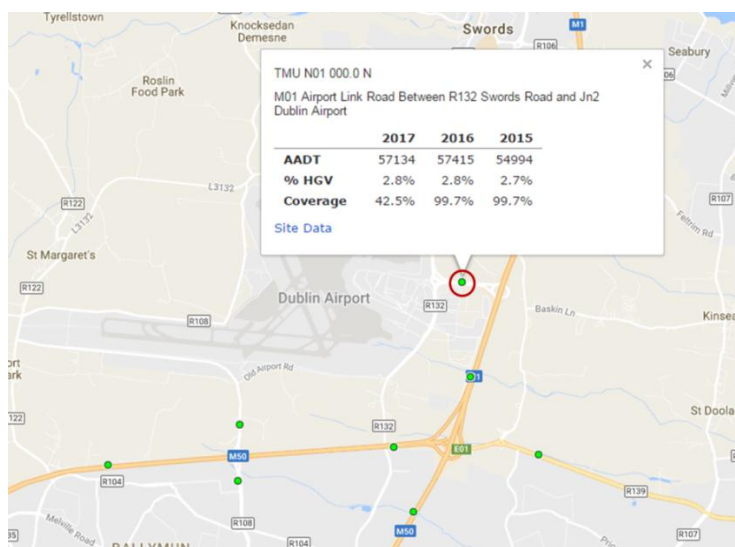 Tyrrellstown
Knocksedan
Demesne
Swords
M1
R106
Seabury
Roslin
Food Park
TMU N01 000.0 N
×
M01 Airport Link Road Between R132 Swords Road and Jn2
Dublin Airport
2017 2016 2015
AADT 57134 57415 54994
% HGV 2.8% 2.8% 2.7%
Coverage 42.5% 99.7% 99.7%
Site Data
L3132
R122
L3132
R107
Feltrim Rd
St Margaret's
R122
Dublin Airport
R132
R108
Baskin Ln
Kinsea
Old Airport Rd
R132
St Doola
M50
E01
R104
R139
R108
R104
M50
R107
Melville Road
BALLYMUN